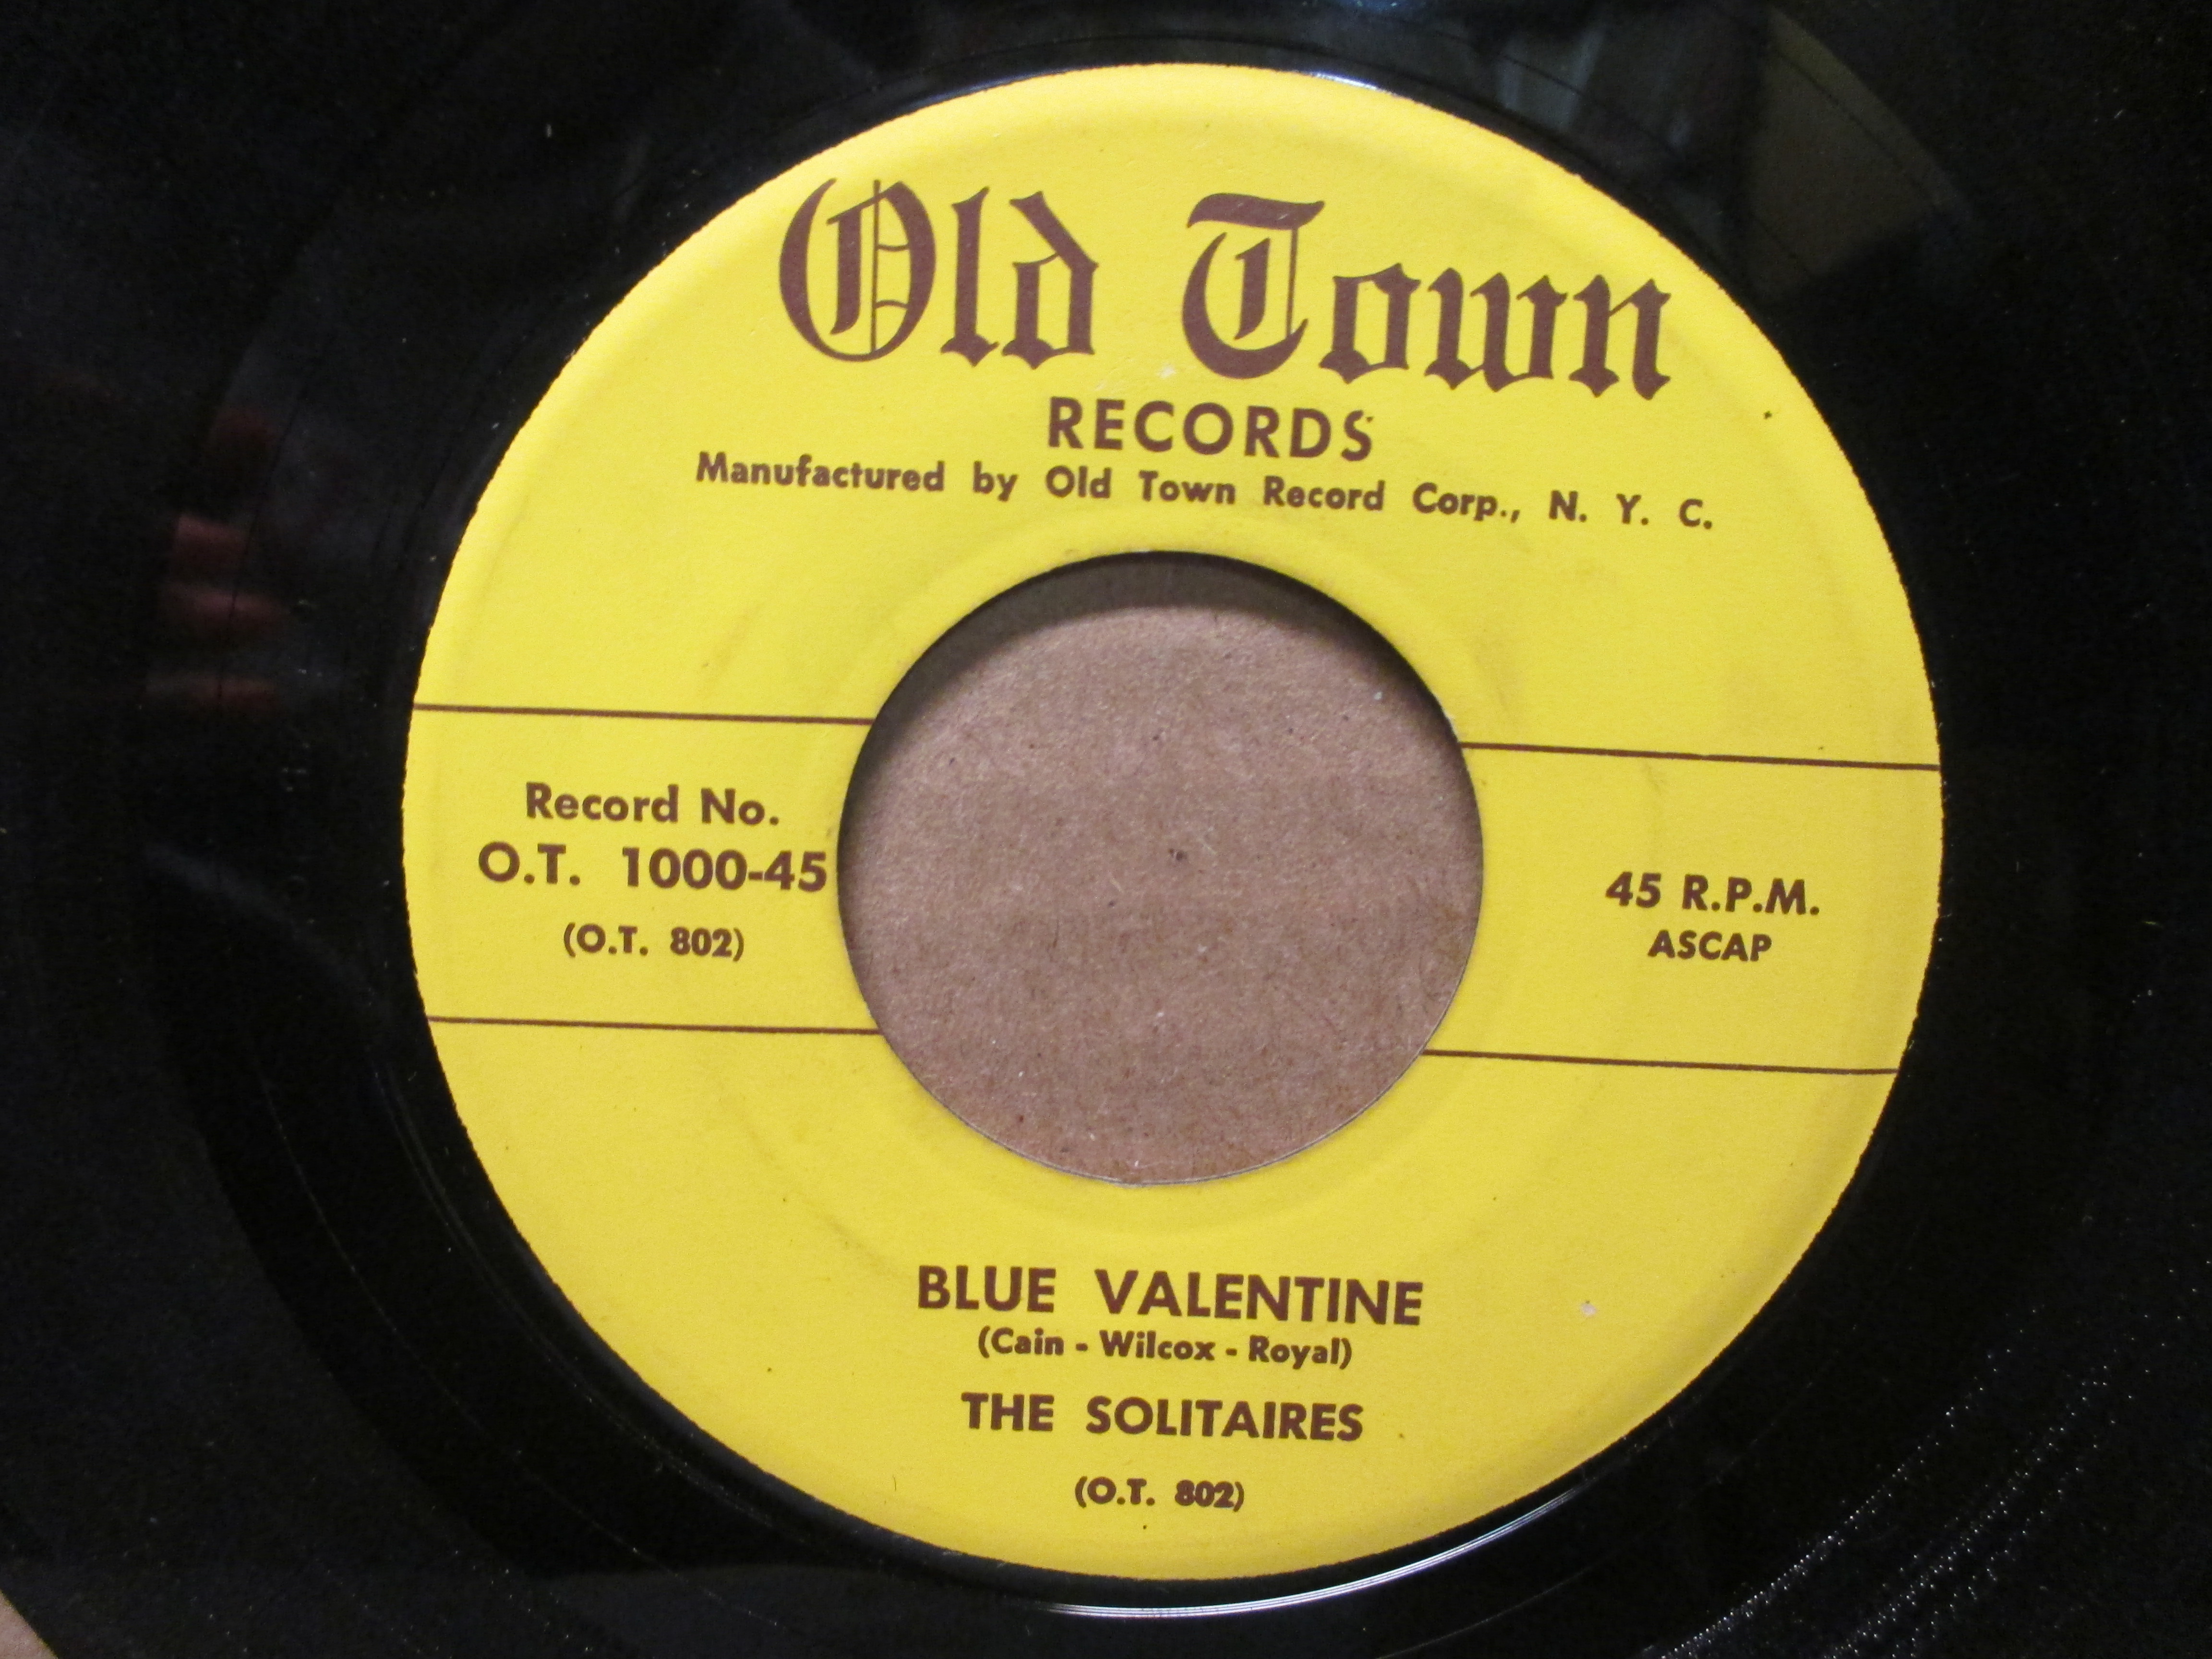 Old Town
RECORDS
Manufactured by Old Town Record Corp., N. Y. C.
Record No.
O.T. 1000-45
(O.T. 802)
45 R.P.M.
ASCAP
BLUE VALENTINE
(Cain - Wilcox - Royal)
THE SOLITAIRES
(O.T. 802)